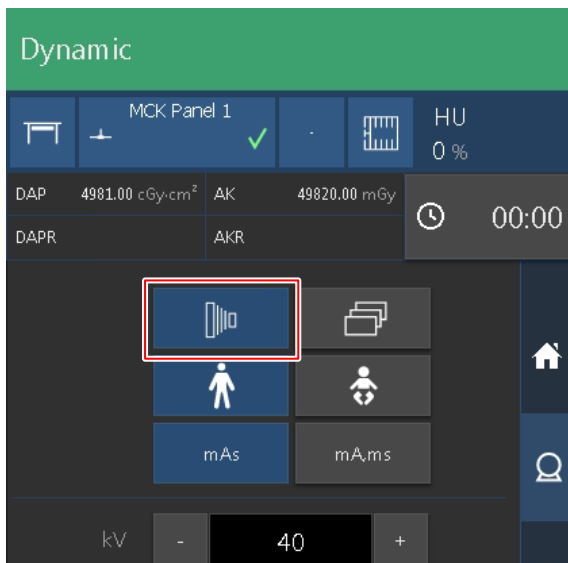 Dynamic
MCK Panel 1
HU
0 %
DAP 4981.00 cGy·cm² AK 49820.00 mGy
00:00
DAPR AKR
mAs mA,ms
kV - 40 +